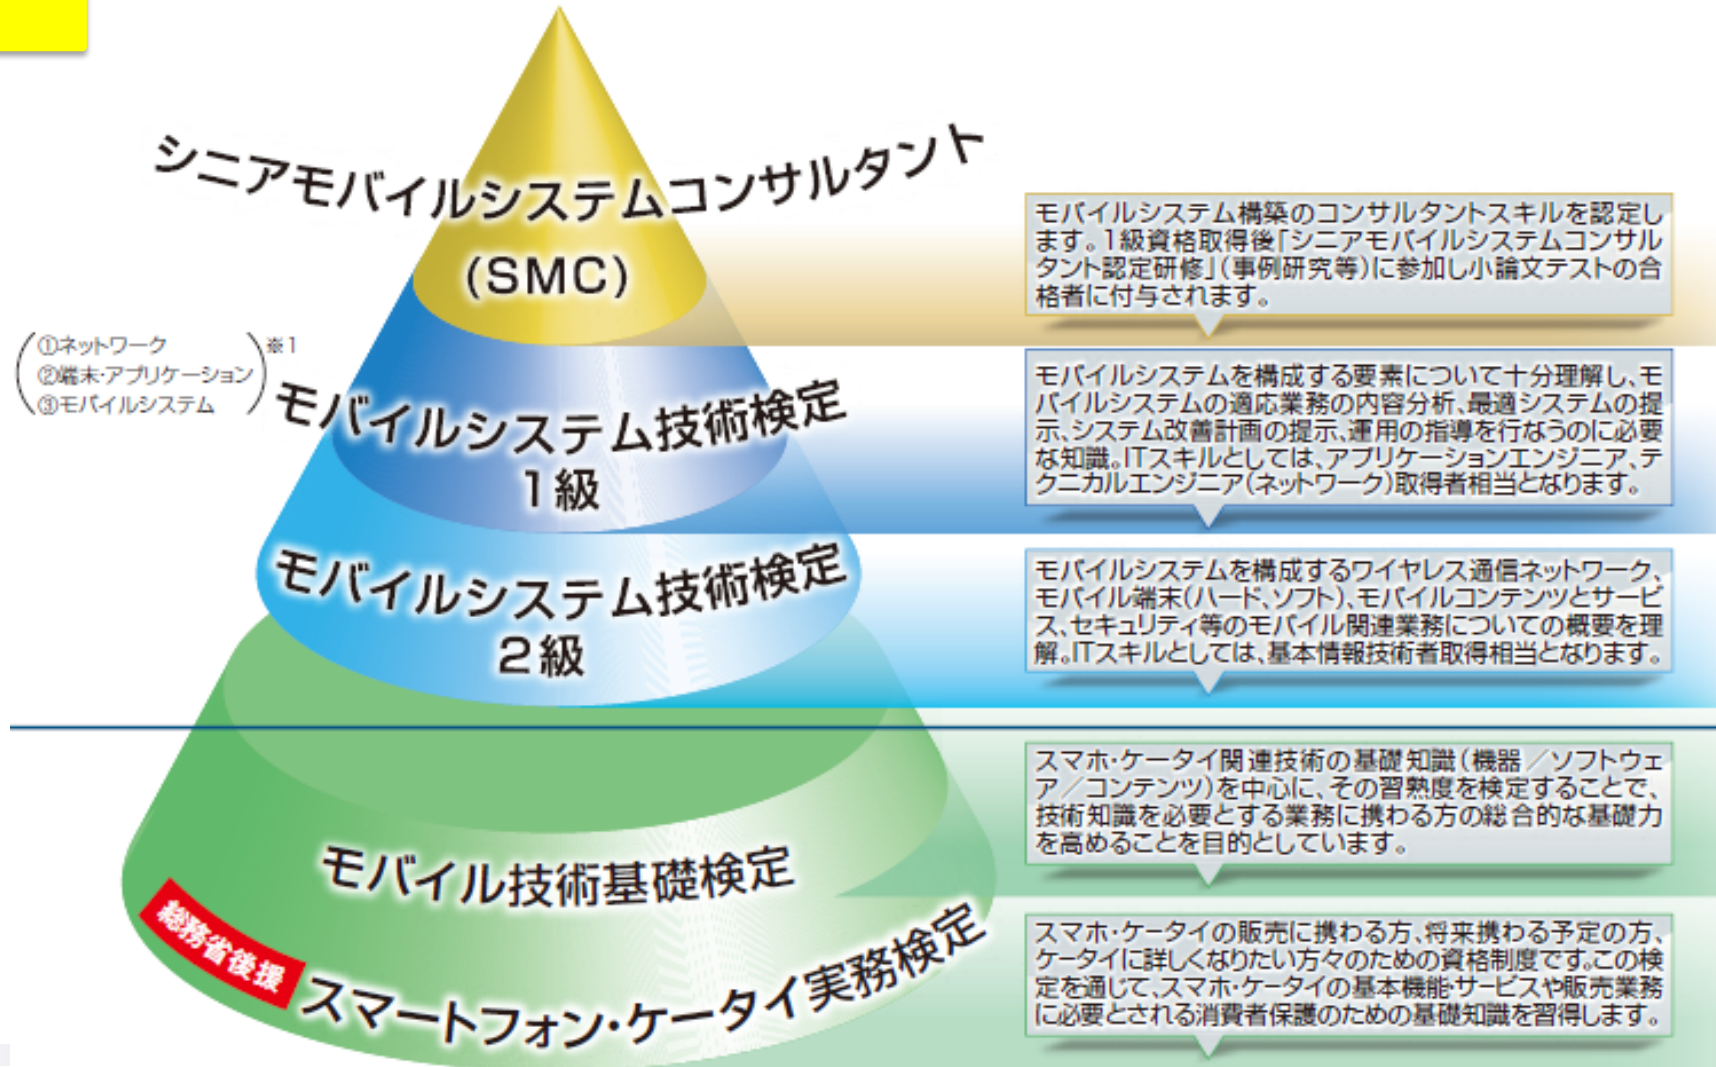 シニアモバイルシステムコンサルタント
(SMC)
モバイルシステム構築のコンサルタントスキルを認定し
ます。1級資格取得後「シニアモバイルシステムコンサル
タント認定研修」(事例研究等)に参加し小論文テストの合
格者に付与されます。
①ネットワーク
②端末・アプリケーション
③モバイルシステム
※1
モバイルシステム技術検定
1級
モバイルシステムを構成する要素について十分理解し、モ
バイルシステムの適応業務の内容分析、最適システムの提
示、システム改善計画の提示、運用の指導を行なうのに必要
な知識。ITスキルとしては、アプリケーションエンジニア、テ
クニカルエンジニア(ネットワーク)取得者相当となります。
モバイルシステム技術検定
2級
モバイルシステムを構成するワイヤレス通信ネットワーク、
モバイル端末(ハード、ソフト)、モバイルコンテンツとサービ
ス、セキュリティ等のモバイル関連業務についての概要を理
解。ITスキルとしては、基本情報技術者取得相当となります。
モバイル技術基礎検定
スマホ・ケータイ関連技術の基礎知識(機器/ソフトウェ
ア/コンテンツ)を中心に、その習熟度を検定することで、
技術知識を必要とする業務に携わる方の総合的な基礎力
を高めることを目的としています。
総務省後援
スマートフォン・ケータイ実務検定
スマホ・ケータイの販売に携わる方、将来携わる予定の方、
ケータイに詳しくなりたい方々のための資格制度です。この検
定を通じて、スマホ・ケータイの基本機能・サービスや販売業務
に必要とされる消費者保護のための基礎知識を習得します。